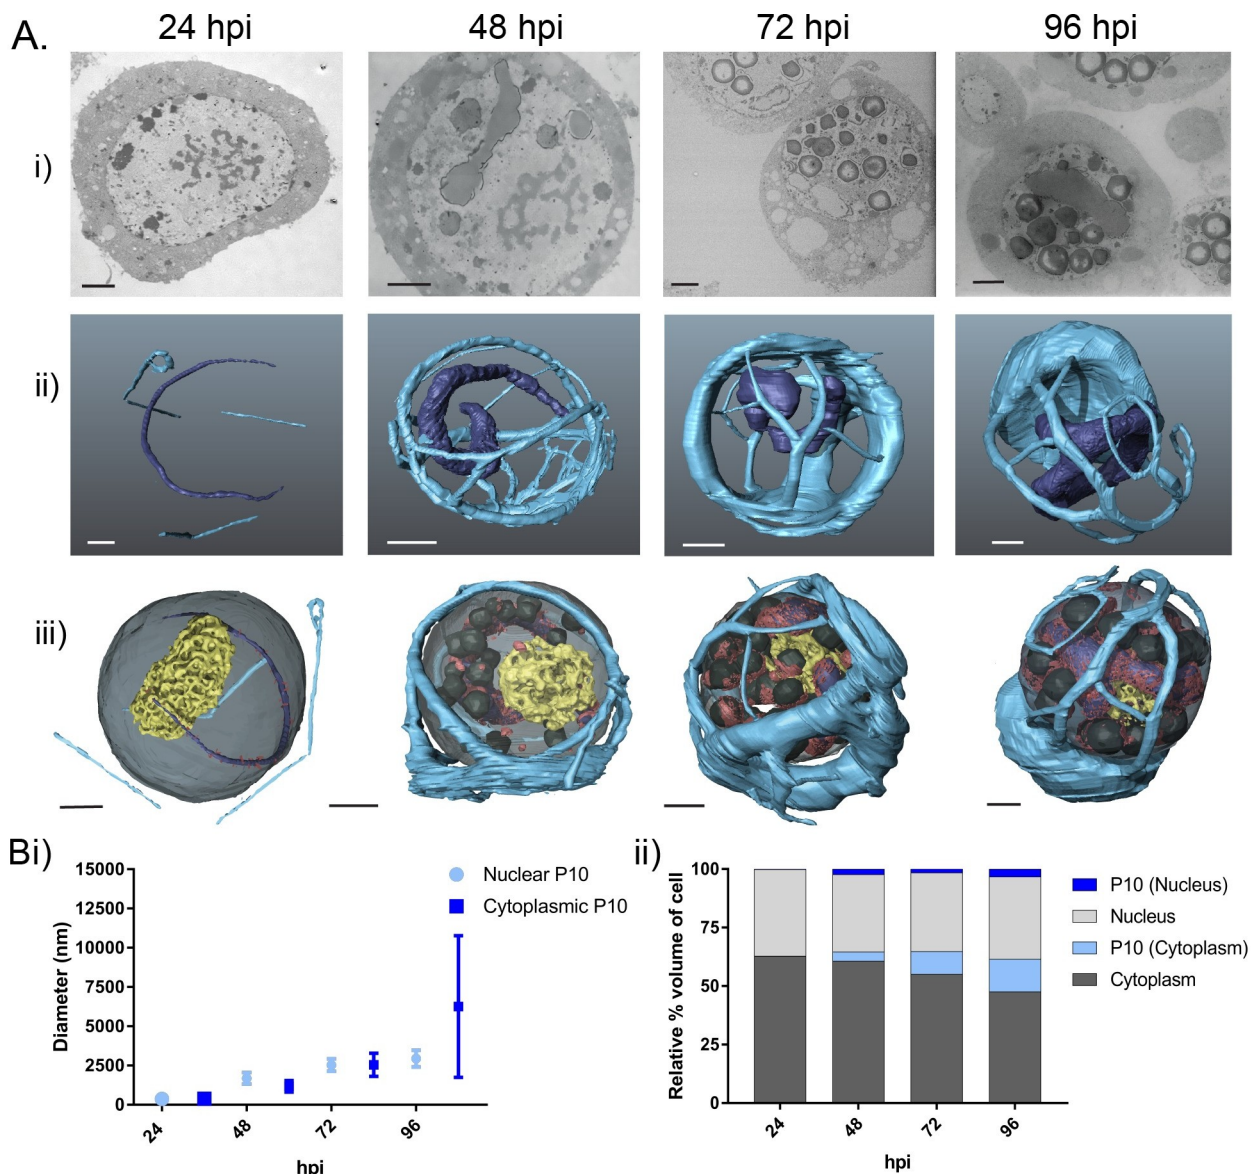 A.
24 hpi
48 hpi
72 hpi
96 hpi
i)
ii)
iii)
Bi)
15000
12500
10000
7500
5000
2500
0
Diameter (nm)
24
48
72
96
hpi
Nuclear P10
Cytoplasmic P10
ii)
100
75
50
25
0
Relative % volume of cell
24
48
72
96
hpi
P10 (Nucleus)
Nucleus
P10 (Cytoplasm)
Cytoplasm